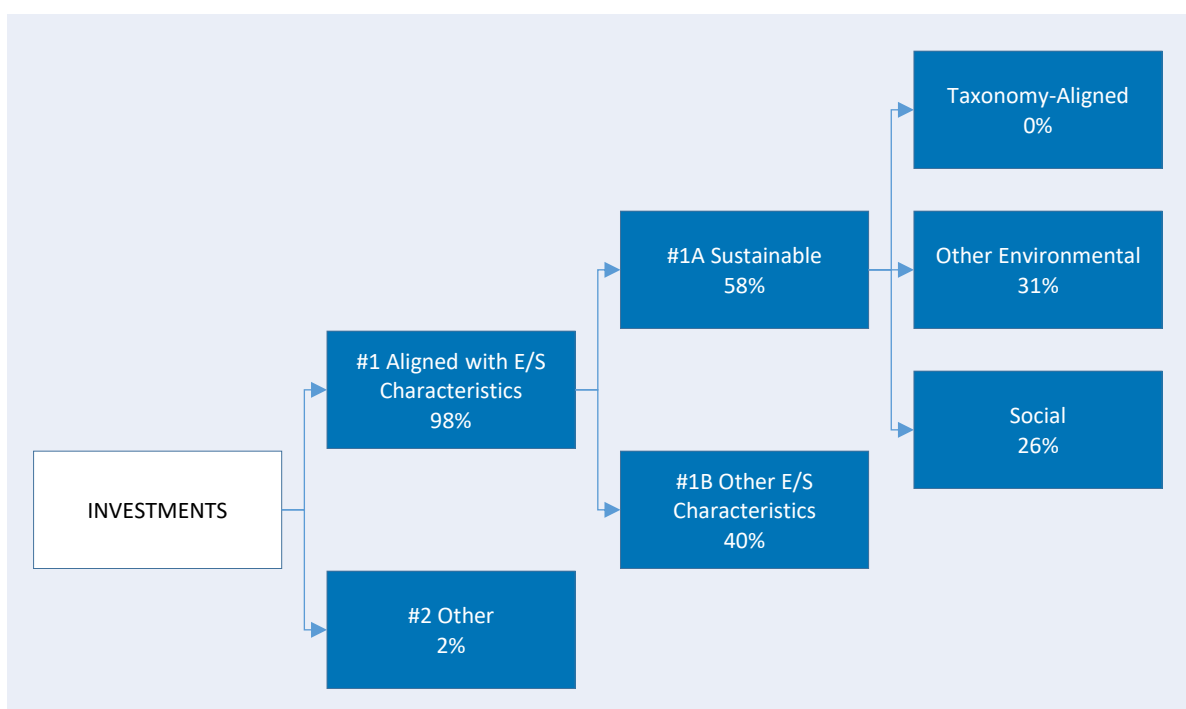 INVESTMENTS
#1 Aligned with E/S
Characteristics
98%
#2 Other
2%
#1A Sustainable
58%
#1B Other E/S
Characteristics
40%
Taxonomy-Aligned
0%
Other Environmental
31%
Social
26%